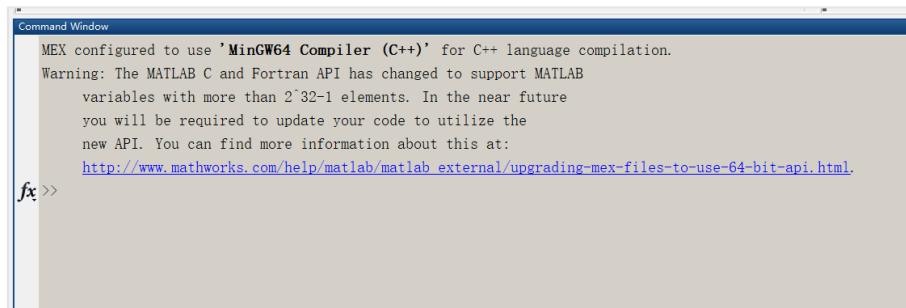 Command Window
MEX configured to use 'MinGW64 Compiler (C++)' for C++ language compilation.
Warning: The MATLAB C and Fortran API has changed to support MATLAB
variables with more than 2^32-1 elements. In the near future
you will be required to update your code to utilize the
new API. You can find more information about this at:
http://www.mathworks.com/help/matlab/matlab_external/upgrading-mex-files-to-use-64-bit-api.html.
fx >>